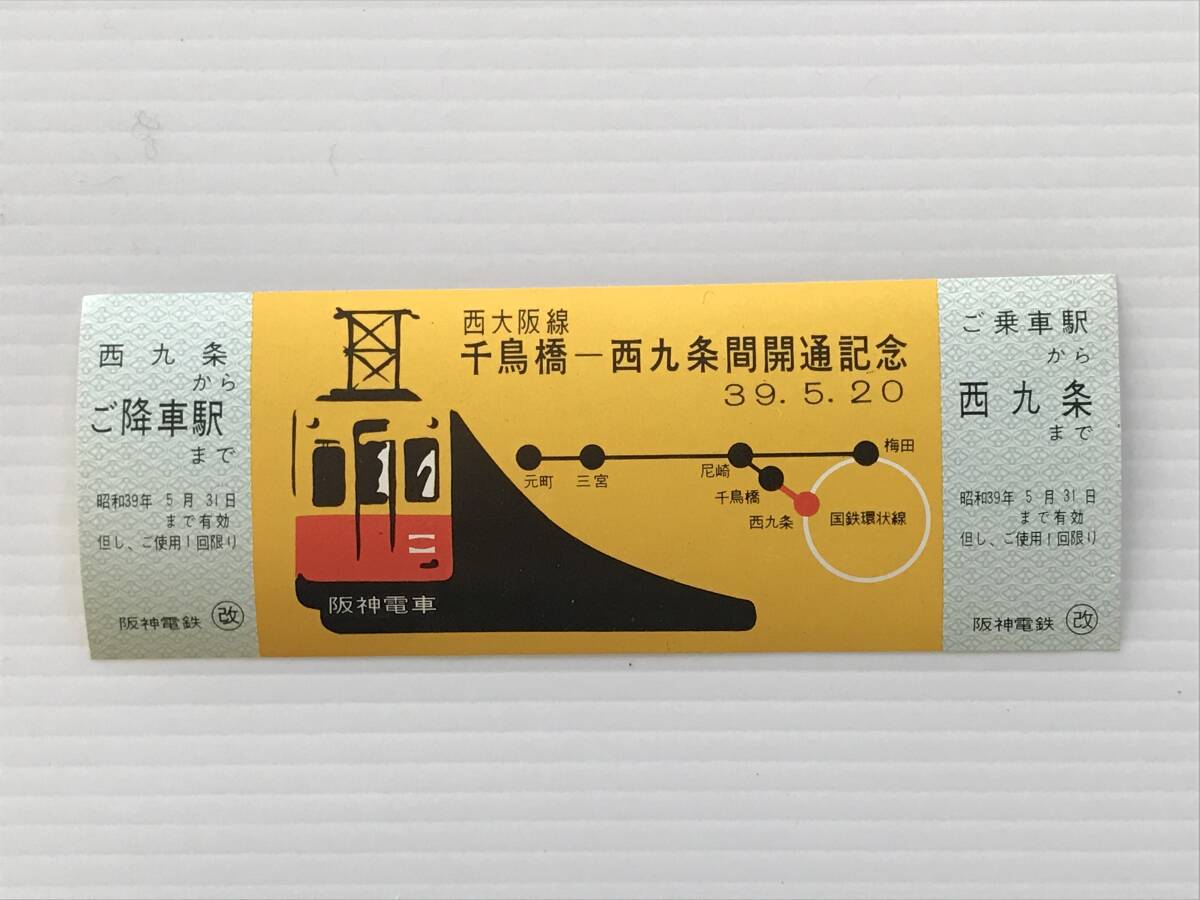 西九条
から
ご降車駅
まで
昭和39年 5月 31日
まで有効
但し、ご使用1回限り
阪神電鉄 改
西大阪線
千鳥橋―西九条間開通記念
39.5.20
元町
三宮
尼崎
千鳥橋
西九条
梅田
国鉄環状線
阪神電車
ご乗車駅
から
西九条
まで
昭和39年 5月 31日
まで有効
但し、ご使用1回限り
阪神電鉄 改